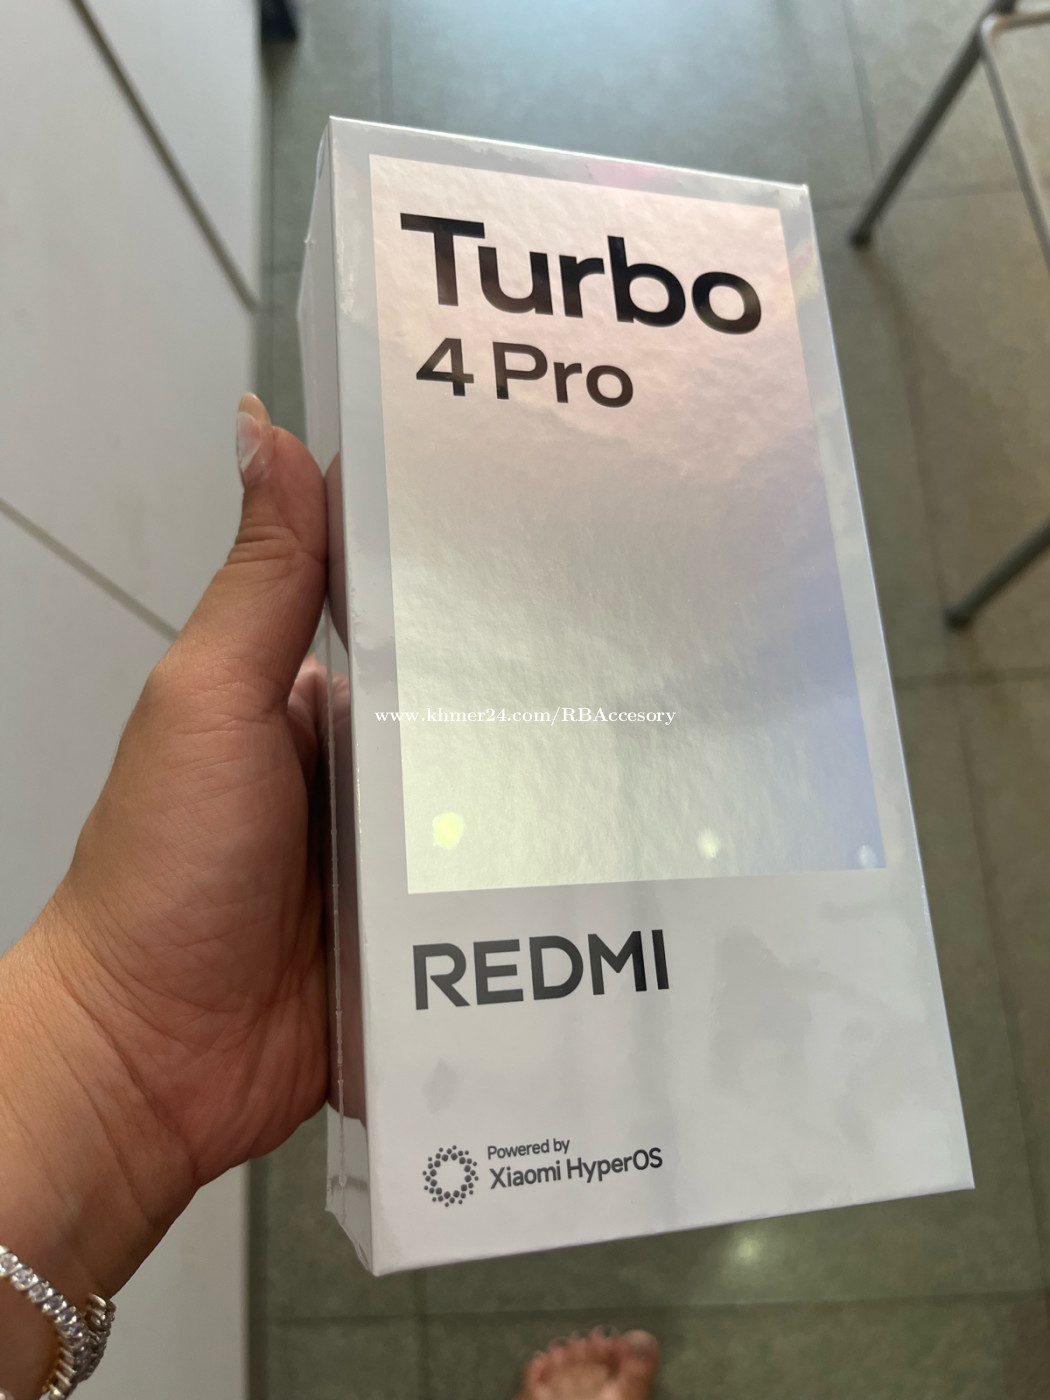 Turbo
4 Pro
www.khmer24.com/RBAccesory
REDMI
Powered by
Xiaomi HyperOS